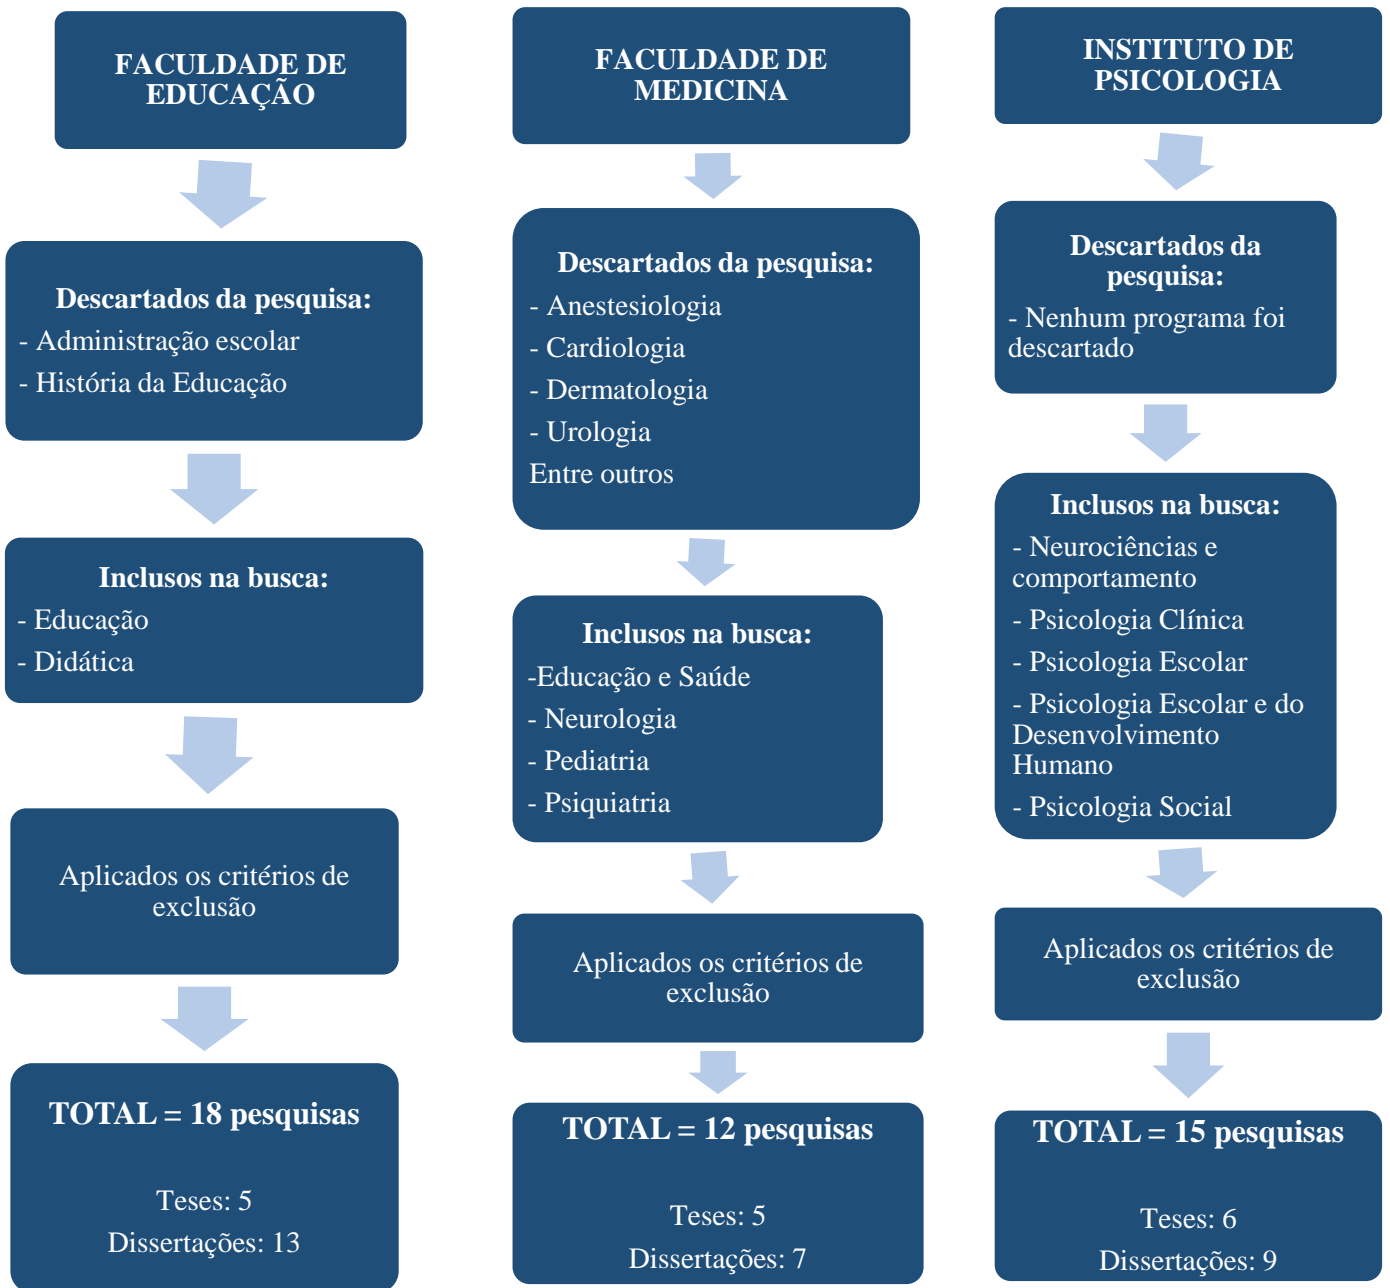 FACULDADE DE
EDUCAÇÃO
Descartados da pesquisa:
- Administração escolar
- História da Educação
Inclusos na busca:
- Educação
- Didática
Aplicados os critérios de
exclusão
TOTAL = 18 pesquisas
Teses: 5
Dissertações: 13
FACULDADE DE
MEDICINA
Descartados da pesquisa:
- Anestesiologia
- Cardiologia
- Dermatologia
- Urologia
Entre outros
Inclusos na busca:
-Educação e Saúde
- Neurologia
- Pediatria
- Psiquiatria
Aplicados os critérios de
exclusão
TOTAL = 12 pesquisas
Teses: 5
Dissertações: 7
INSTITUTO DE
PSICOLOGIA
Descartados da
pesquisa:
- Nenhum programa foi
descartado
Inclusos na busca:
- Neurociências e
comportamento
- Psicologia Clínica
- Psicologia Escolar
- Psicologia Escolar e do
Desenvolvimento
Humano
- Psicologia Social
Aplicados os critérios de
exclusão
TOTAL = 15 pesquisas
Teses: 6
Dissertações: 9